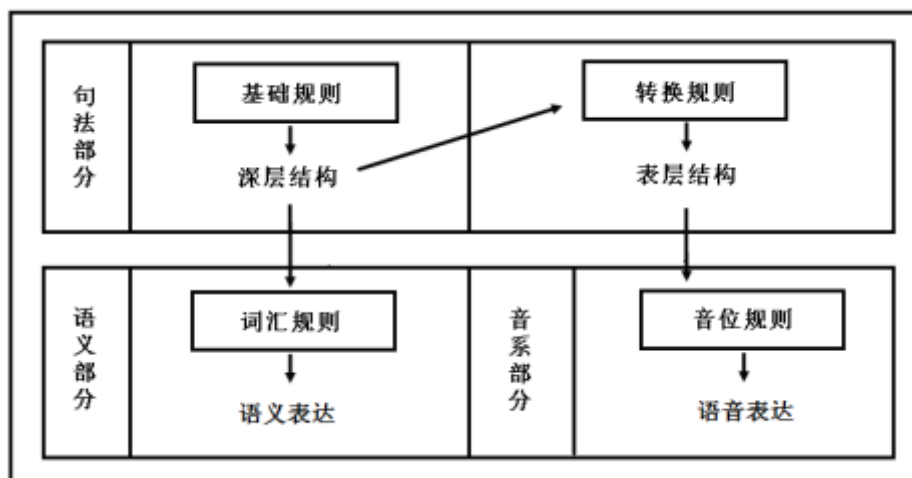 句法部分
基础规则
转换规则
深层结构
表层结构
语义部分
词汇规则
音系部分
音位规则
语义表达
语音表达